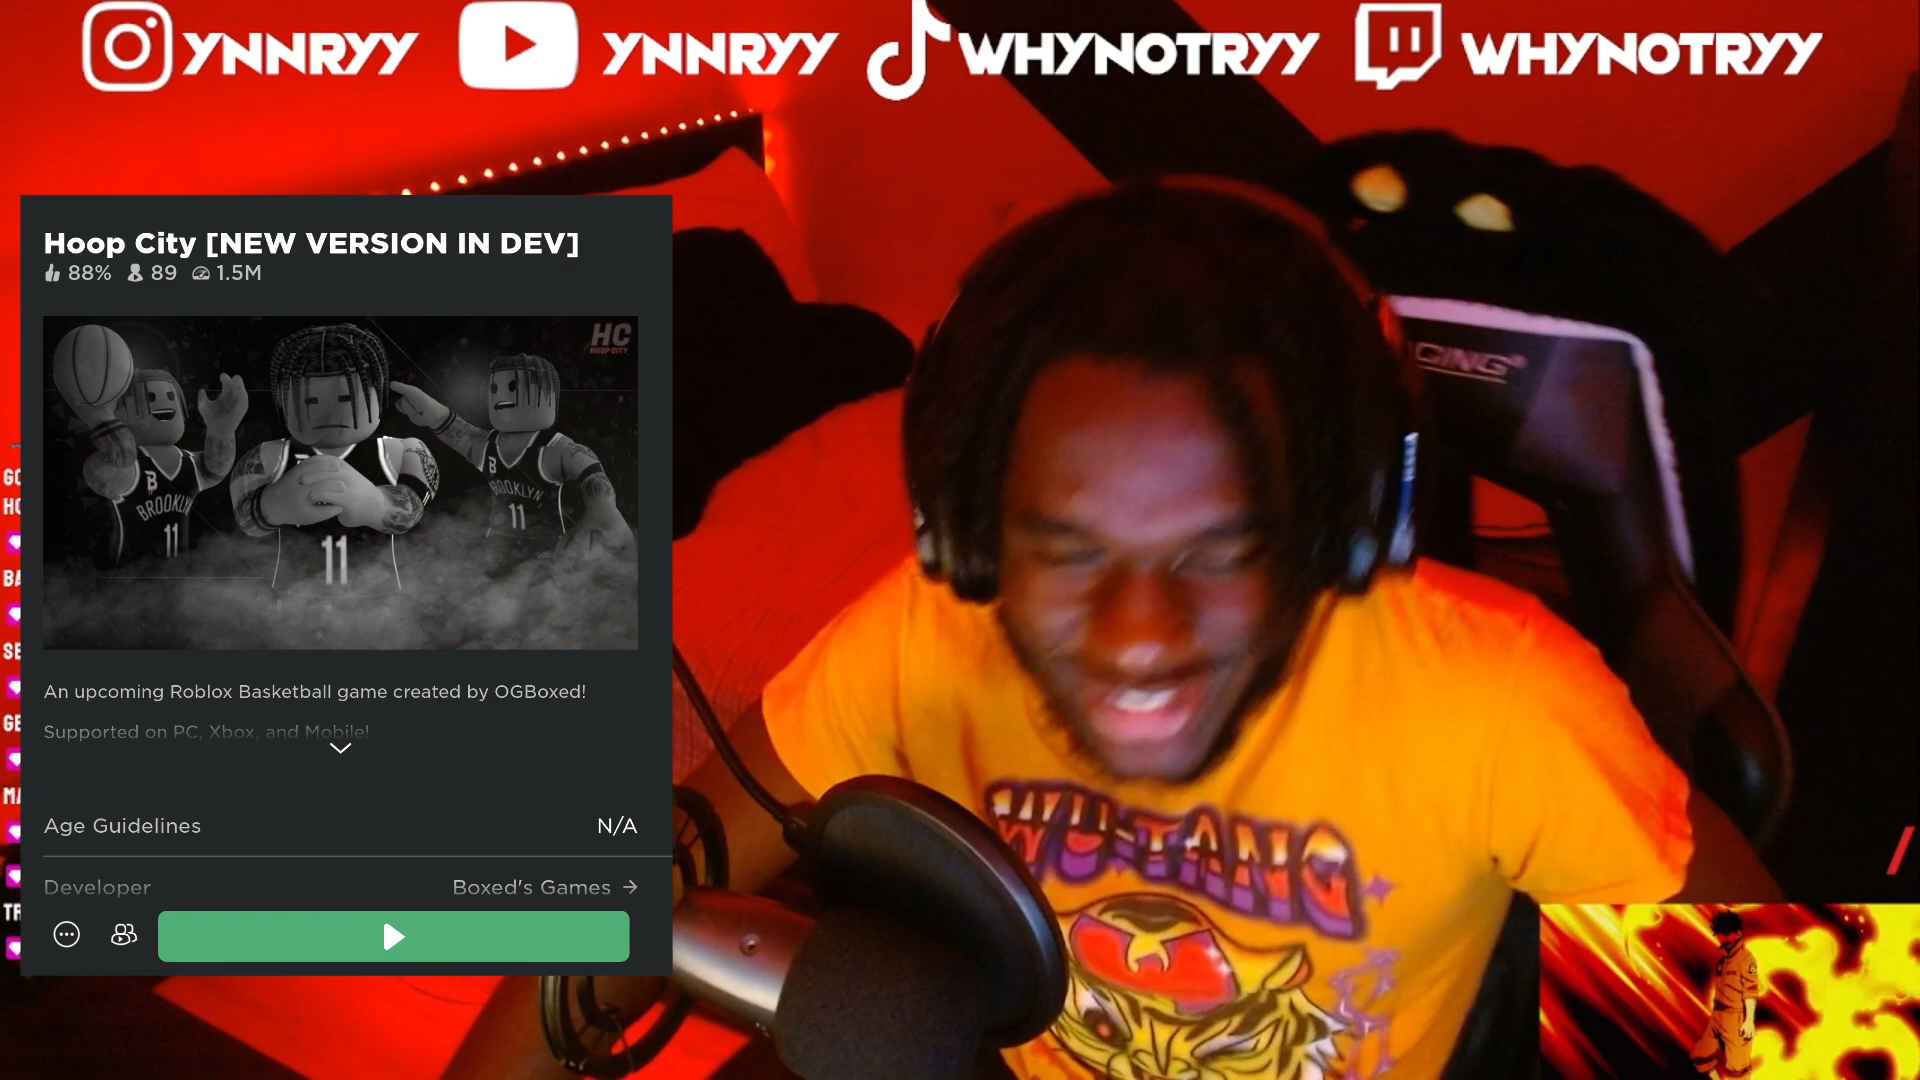 YNNRYY YNNRYY WHYNOTRYY WHYNOTRYY
Hoop City [NEW VERSION IN DEV]
88% 89 1.5M
HC
HOOP CITY
B
BROOKLYN
11
11
B
BROOKLYN
11
An upcoming Roblox Basketball game created by OGBoxed!
Supported on PC, Xbox, and Mobile!
Age Guidelines N/A
Developer Boxed's Games
WU-TANG